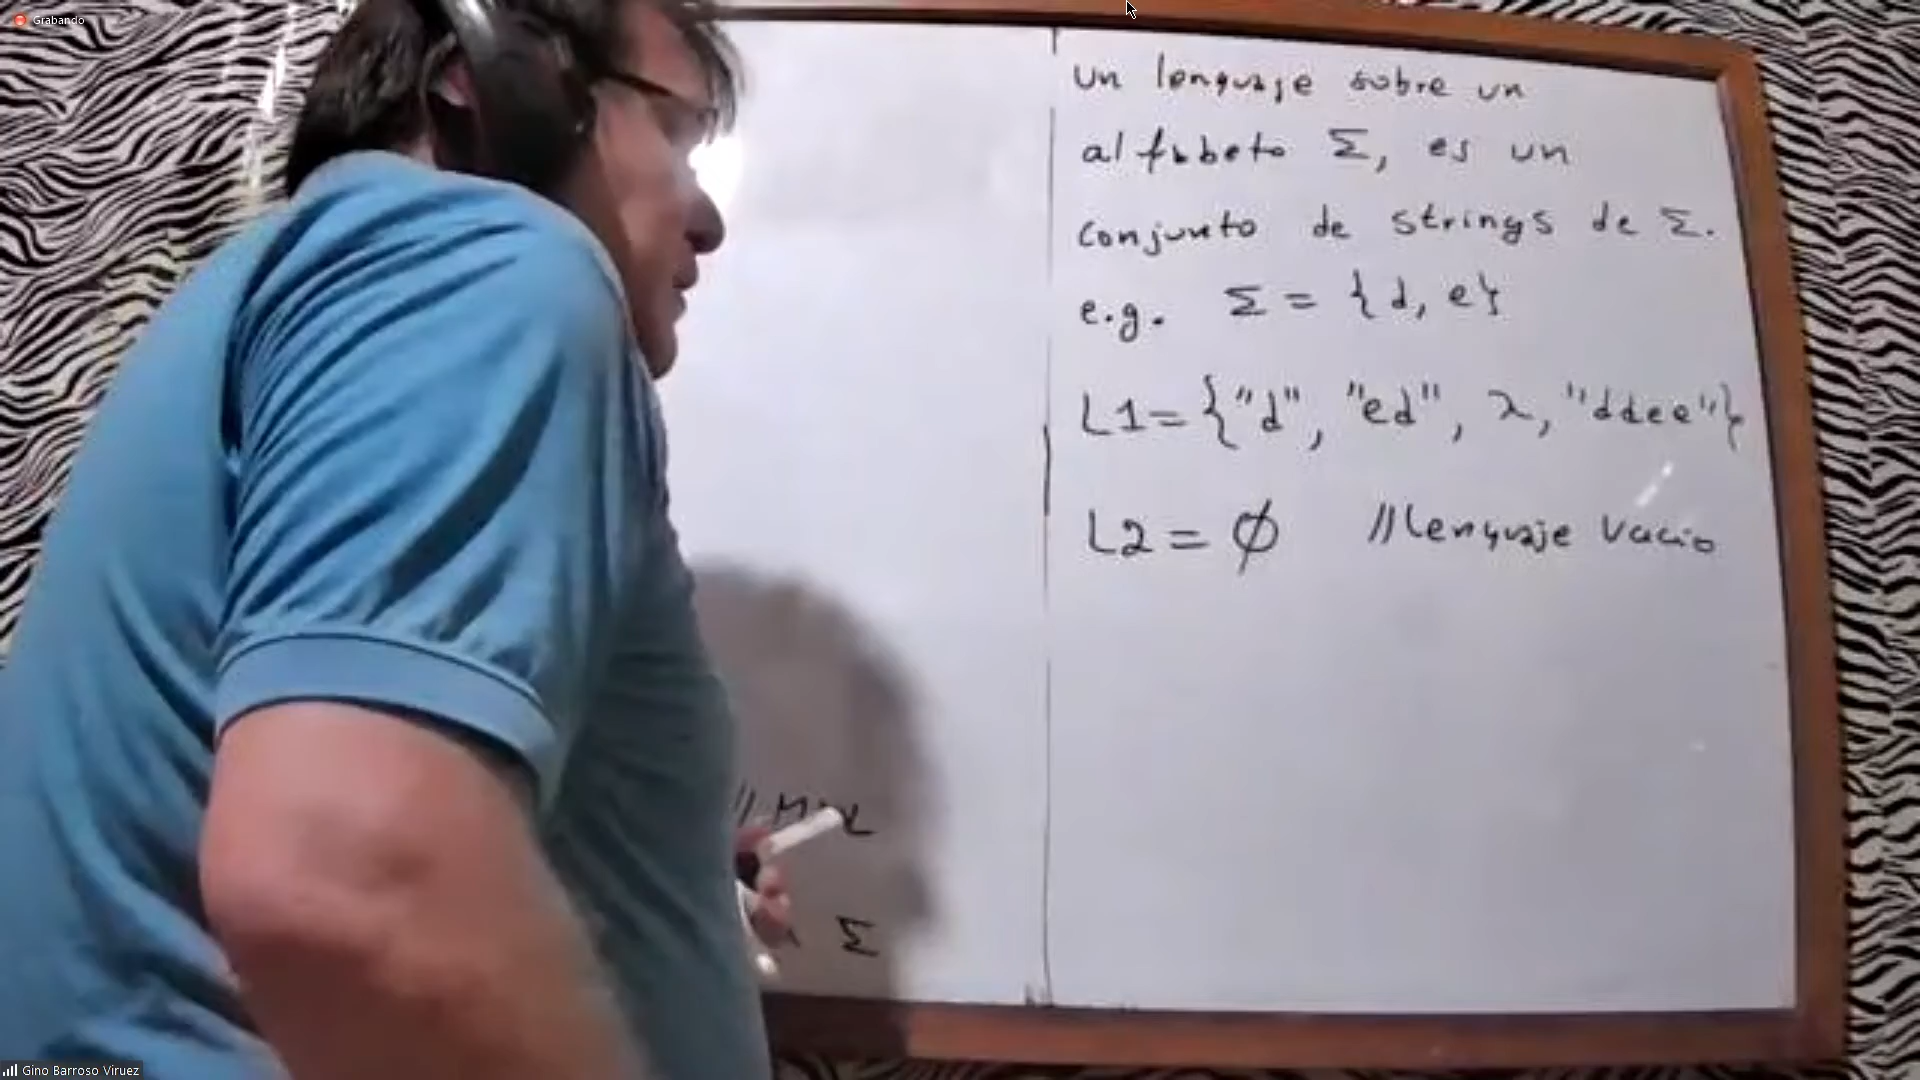 Grabando
Un lenguaje sobre un
alfabeto Σ, es un
conjunto de strings de Σ.
e.g. Σ = {d, e}
L1 = {"d", "ed", λ, "ddee"}
L2 = ∅ //lenguaje vacio
Σ
Gino Barroso Viruez